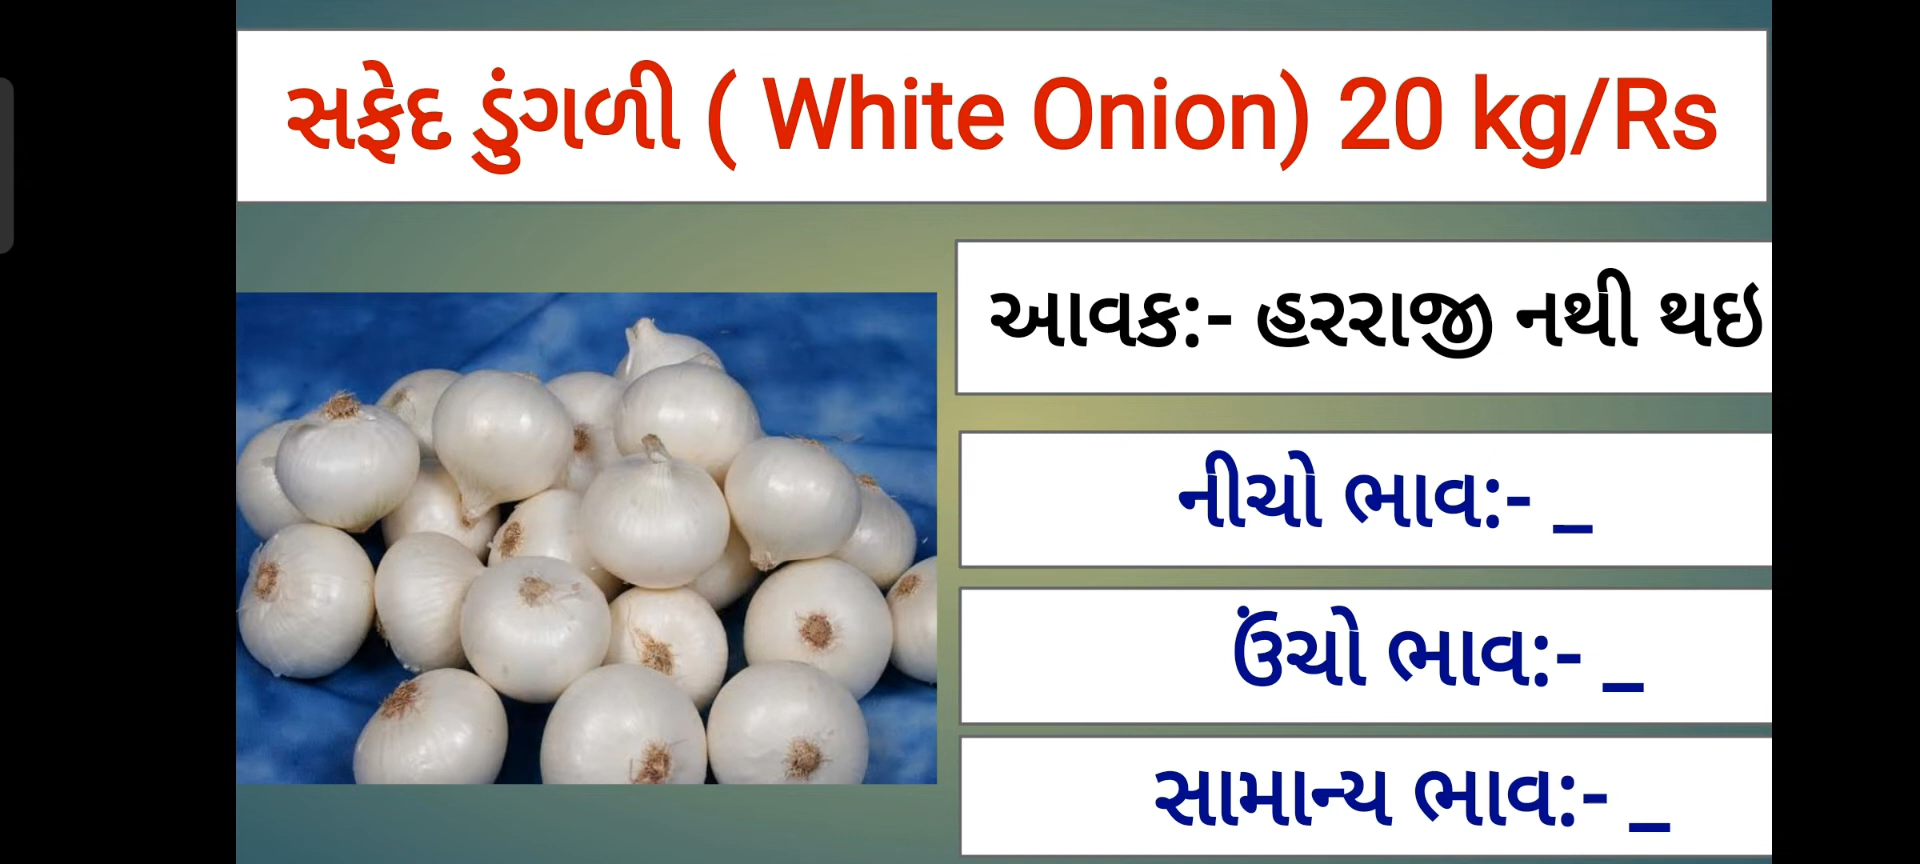 સફેદ ડુંગળી ( White Onion) 20 kg/Rs
આવક:- હરરાજી નથી થઇ
નીચો ભાવ:- _
ઉંચો ભાવ:- _
સામાન્ય ભાવ:- _